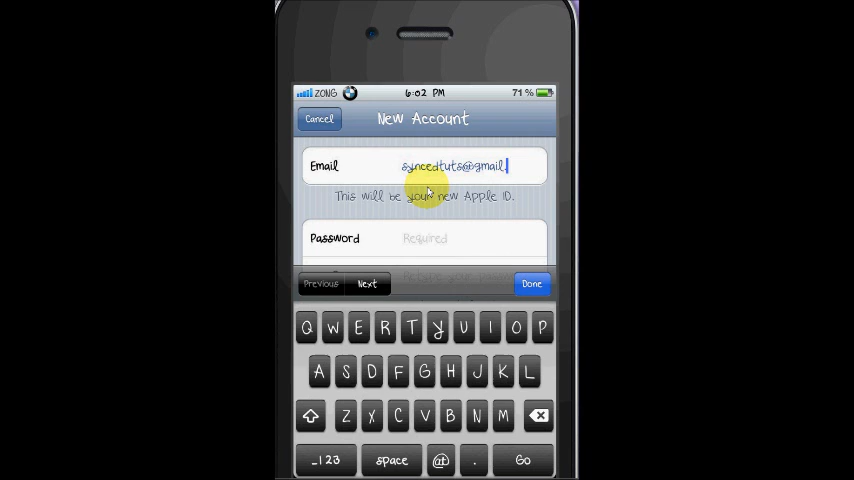 ZONG 6:02 PM 71 %
Cancel New Account
Email syncedtuts@gmail.
This will be your new Apple ID.
Password Required
Previous Next Done
Q W E R T Y U I O P
A S D F G H J K L
Z X C V B N M
_123 space @ . Go